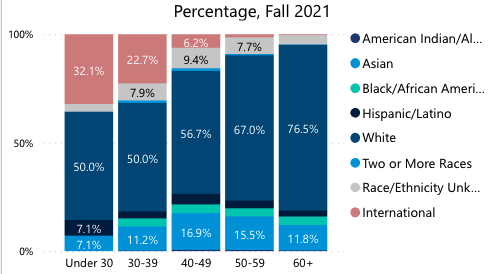 Percentage, Fall 2021
100%
50%
0%
32.1%
50.0%
7.1%
7.1%
22.7%
7.9%
50.0%
11.2%
6.2%
9.4%
56.7%
16.9%
7.7%
67.0%
15.5%
76.5%
11.8%
Under 30 30-39 40-49 50-59 60+
American Indian/Al...
Asian
Black/African Ameri...
Hispanic/Latino
White
Two or More Races
Race/Ethnicity Unk...
International